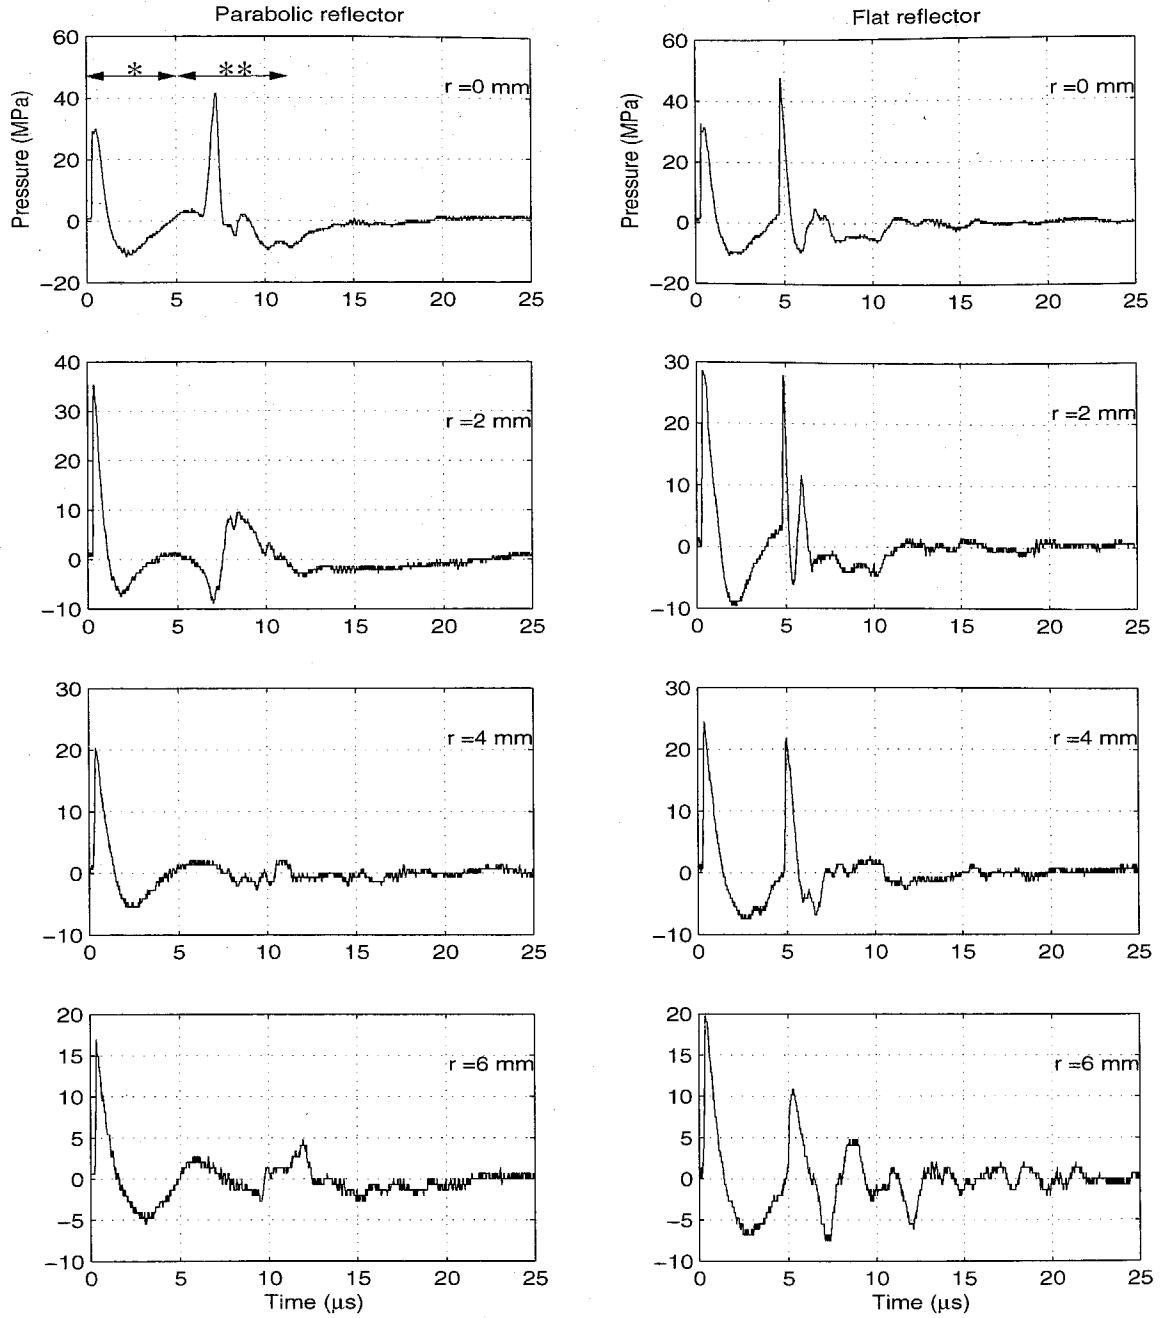 Parabolic reflector
Flat reflector
60
40
20
0
−20
Pressure (MPa)
* **
r =0 mm
0 5 10 15 20 25
60
40
20
0
−20
Pressure (MPa)
r =0 mm
0 5 10 15 20 25
40
30
20
10
0
−10
r =2 mm
0 5 10 15 20 25
30
20
10
0
−10
r =2 mm
0 5 10 15 20 25
30
20
10
0
−10
r =4 mm
0 5 10 15 20 25
30
20
10
0
−10
r =4 mm
0 5 10 15 20 25
20
15
10
5
0
−5
−10
r =6 mm
0 5 10 15 20 25
Time (μs)
20
15
10
5
0
−5
−10
r =6 mm
0 5 10 15 20 25
Time (μs)